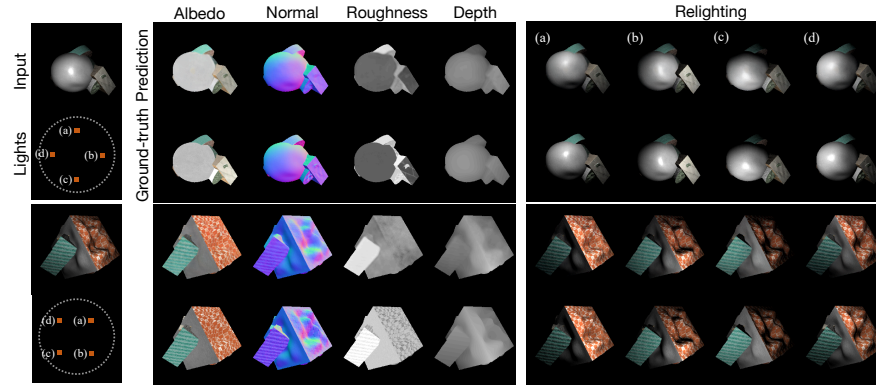 Albedo Normal Roughness Depth Relighting
Input
Prediction
(a) (b) (c) (d)
Lights
Ground-truth
(a)
(d) (b)
(c)
(d) (a)
(c) (b)